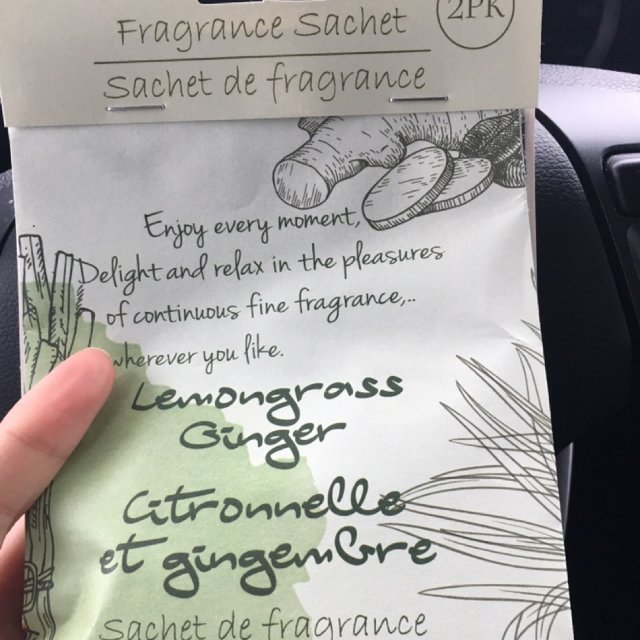 Fragrance Sachet
2PK
Sachet de fragrance
Enjoy every moment,
Delight and relax in the pleasures
of continuous fine fragrance,..
wherever you like.
Lemongrass
Ginger
Citronnelle
et gingembre
Sachet de fragrance